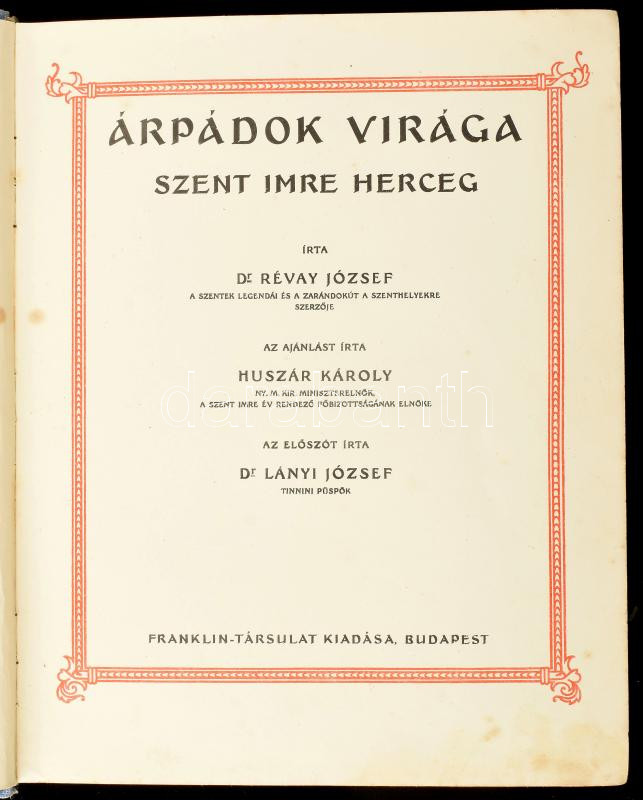 ÁRPÁDOK VIRÁGA
SZENT IMRE HERCEG
ÍRTA
Dr RÉVAY JÓZSEF
A SZENTEK LEGENDÁI ÉS A ZARÁNDOKÚT A SZENTHELYEKRE
SZERZŐJE
AZ AJÁNLÁST ÍRTA
HUSZÁR KÁROLY
NY. M. KIR. MINISZTERELNÖK,
A SZENT IMRE ÉV RENDEZŐ FŐBIZOTTSÁGÁNAK ELNÖKE
darabanth
AZ ELŐSZÓT ÍRTA
Dr LÁNYI JÓZSEF
TINNINI PÜSPÖK
FRANKLIN-TÁRSULAT KIADÁSA, BUDAPEST